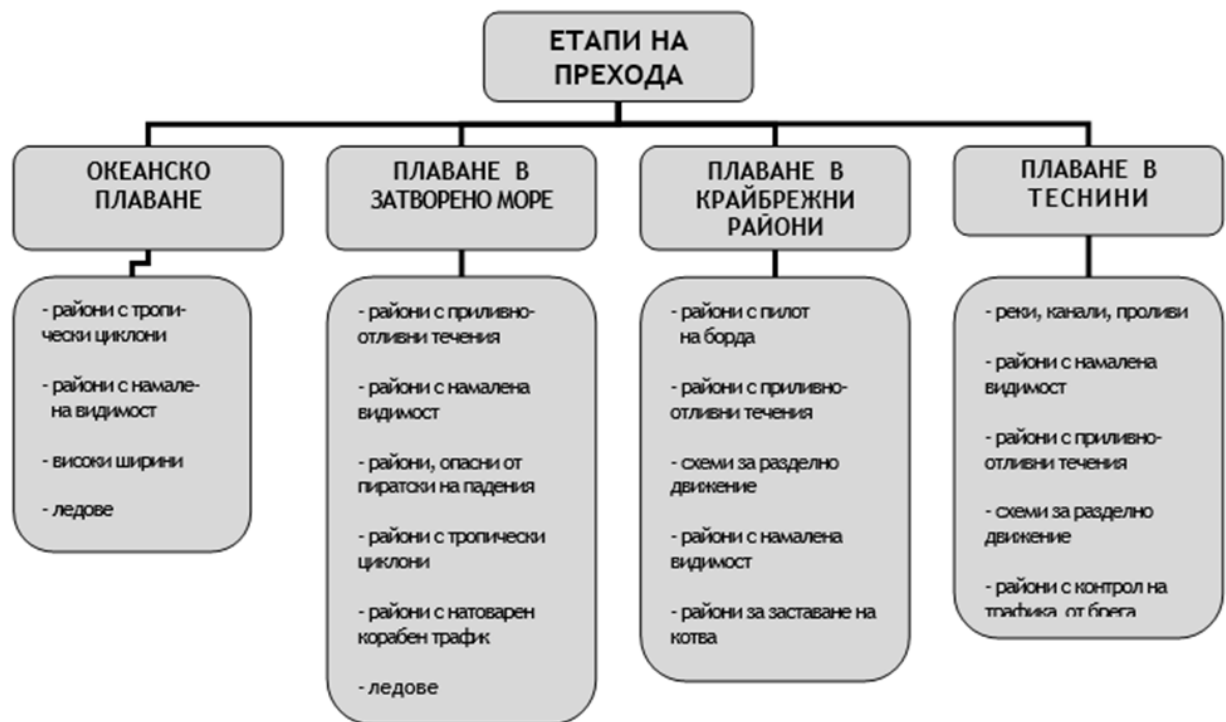 ЕТАПИ НА
ПРЕХОДА
ОКЕАНСКО
ПЛАВАНЕ
- райони с тропи-
чески циклони
- райони с намале-
на видимост
- високи ширини
- ледове
ПЛАВАНЕ В
ЗАТВОРЕНО МОРЕ
- райони с приливно-
отливни течения
- райони с намалена
видимост
- райони, опасни от
пиратски на падения
- райони с тропически
циклони
- райони с натоварен
корабен трафик
- ледове
ПЛАВАНЕ В
КРАЙБРЕЖНИ
РАЙОНИ
- райони с пилот
на борда
- райони с приливно-
отливни течения
- схеми за разделно
движение
- райони с намалена
видимост
- райони за заставане на
котва
ПЛАВАНЕ В
ТЕСНИНИ
- реки, канали, проливи
- райони с намалена
видимост
- райони с приливно-
отливни течения
- схеми за разделно
движение
- райони с контрол на
трафика от брега